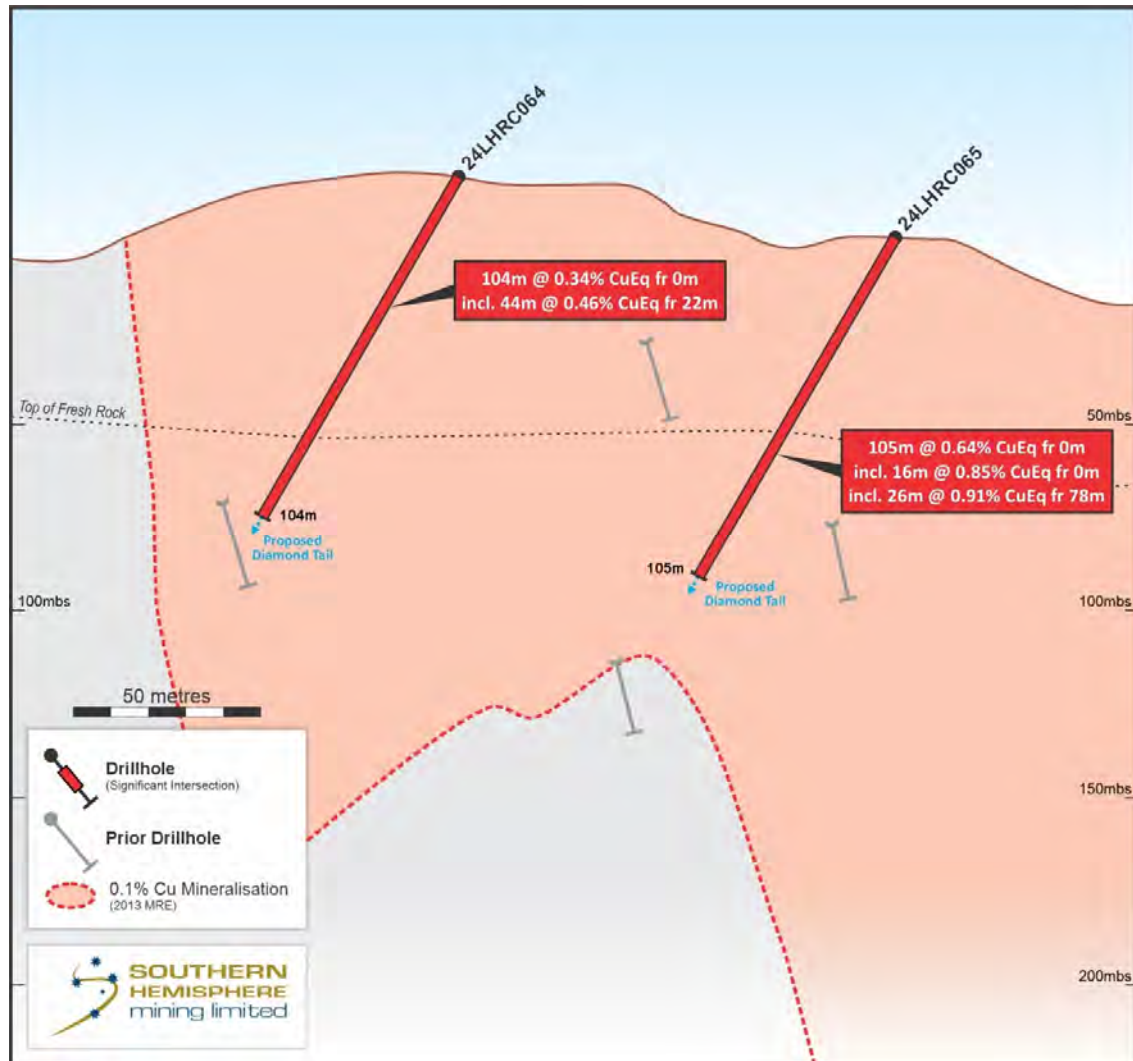 24LHRC064
24LHRC065
104m @ 0.34% CuEq fr 0m
incl. 44m @ 0.46% CuEq fr 22m
Top of Fresh Rock
50mbs
105m @ 0.64% CuEq fr 0m
incl. 16m @ 0.85% CuEq fr 0m
incl. 26m @ 0.91% CuEq fr 78m
104m
Proposed
Diamond Tail
105m
Proposed
Diamond Tail
100mbs
100mbs
50 metres
Drillhole
(Significant Intersection)
Prior Drillhole
0.1% Cu Mineralisation
(2013 MRE)
150mbs
200mbs
SOUTHERN
HEMISPHERE
mining limited